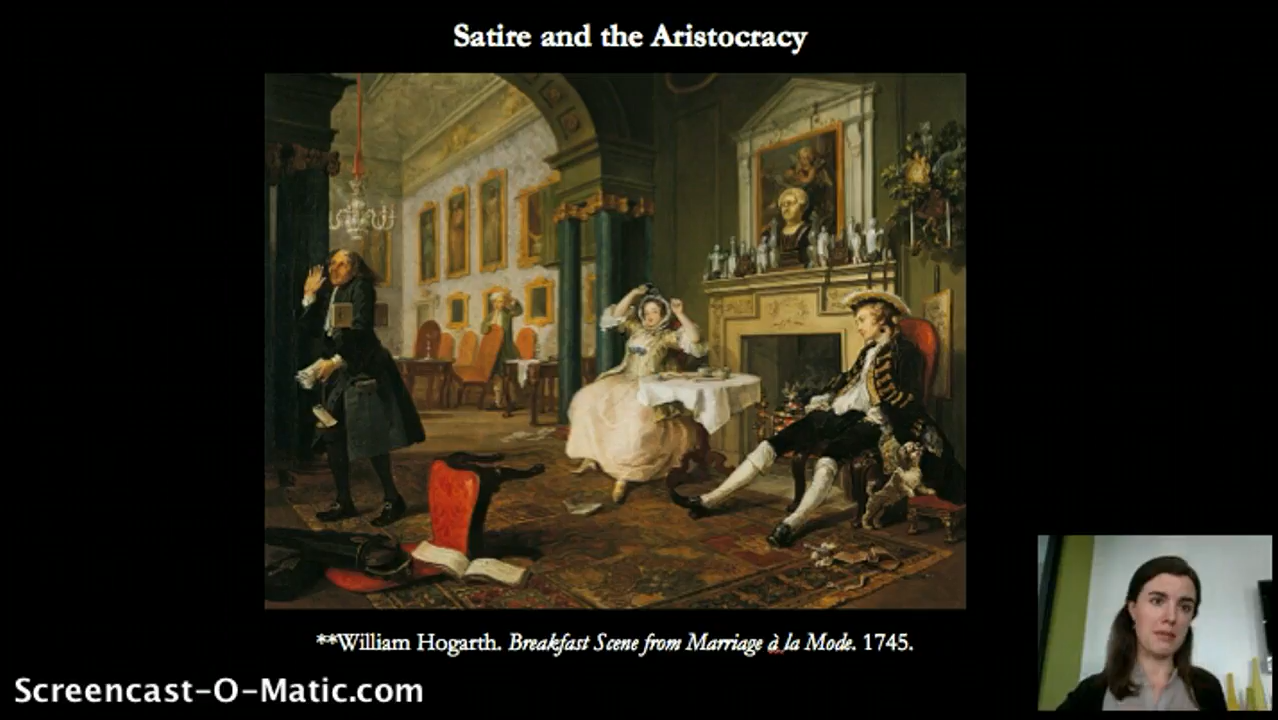 Satire and the Aristocracy
**William Hogarth. Breakfast Scene from Marriage à la Mode. 1745.
Screencast-O-Matic.com